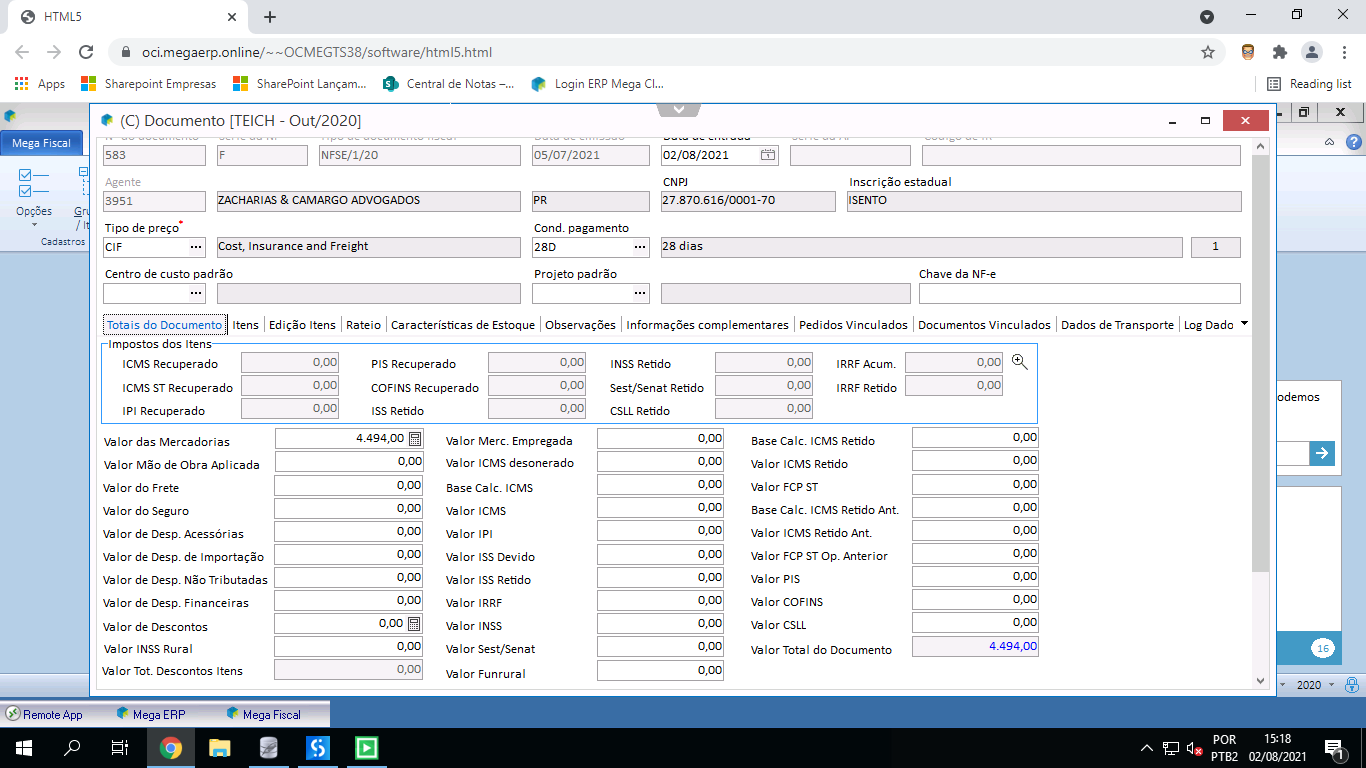 HTML5
oci.megaerp.online/~~OCMEGTS38/software/html5.html
Apps
Sharepoint Empresas
SharePoint Lançam...
Central de Notas –...
Login ERP Mega Cl...
Reading list
(C) Documento [TEICH - Out/2020]
Mega Fiscal
Opções
Gru
/ Ite
Cadastros
Nº do documento
Série da NF
Tipo de documento fiscal
Data de emissão
Data de entrada
583
F
NFSE/1/20
05/07/2021
02/08/2021
Agente
CNPJ
Inscrição estadual
3951
ZACHARIAS & CAMARGO ADVOGADOS
PR
27.870.616/0001-70
ISENTO
Tipo de preço*
Cond. pagamento
CIF
...
Cost, Insurance and Freight
28D
...
28 dias
1
Centro de custo padrão
Projeto padrão
Chave da NF-e
...
...
Totais do Documento
Itens
Edição Itens
Rateio
Características de Estoque
Observações
Informações complementares
Pedidos Vinculados
Documentos Vinculados
Dados de Transporte
Log Dado
Impostos dos Itens
ICMS Recuperado 0,00
PIS Recuperado 0,00
INSS Retido 0,00
IRRF Acum. 0,00
ICMS ST Recuperado 0,00
COFINS Recuperado 0,00
Sest/Senat Retido 0,00
IRRF Retido 0,00
IPI Recuperado 0,00
ISS Retido 0,00
CSLL Retido 0,00
Valor das Mercadorias 4.494,00
Valor Merc. Empregada 0,00
Base Calc. ICMS Retido 0,00
Valor Mão de Obra Aplicada 0,00
Valor ICMS desonerado 0,00
Valor ICMS Retido 0,00
Valor do Frete 0,00
Base Calc. ICMS 0,00
Valor FCP ST 0,00
Valor do Seguro 0,00
Valor ICMS 0,00
Base Calc. ICMS Retido Ant. 0,00
Valor de Desp. Acessórias 0,00
Valor IPI 0,00
Valor ICMS Retido Ant. 0,00
Valor de Desp. de Importação 0,00
Valor ISS Devido 0,00
Valor FCP ST Op. Anterior 0,00
Valor de Desp. Não Tributadas 0,00
Valor ISS Retido 0,00
Valor PIS 0,00
Valor de Desp. Financeiras 0,00
Valor IRRF 0,00
Valor COFINS 0,00
Valor de Descontos 0,00
Valor INSS 0,00
Valor CSLL 0,00
Valor INSS Rural 0,00
Valor Sest/Senat 0,00
Valor Total do Documento 4.494,00
Valor Tot. Descontos Itens 0,00
Valor Funrural 0,00
odemos
16
2020
Remote App
Mega ERP
Mega Fiscal
POR
PTB2
15:18
02/08/2021
1